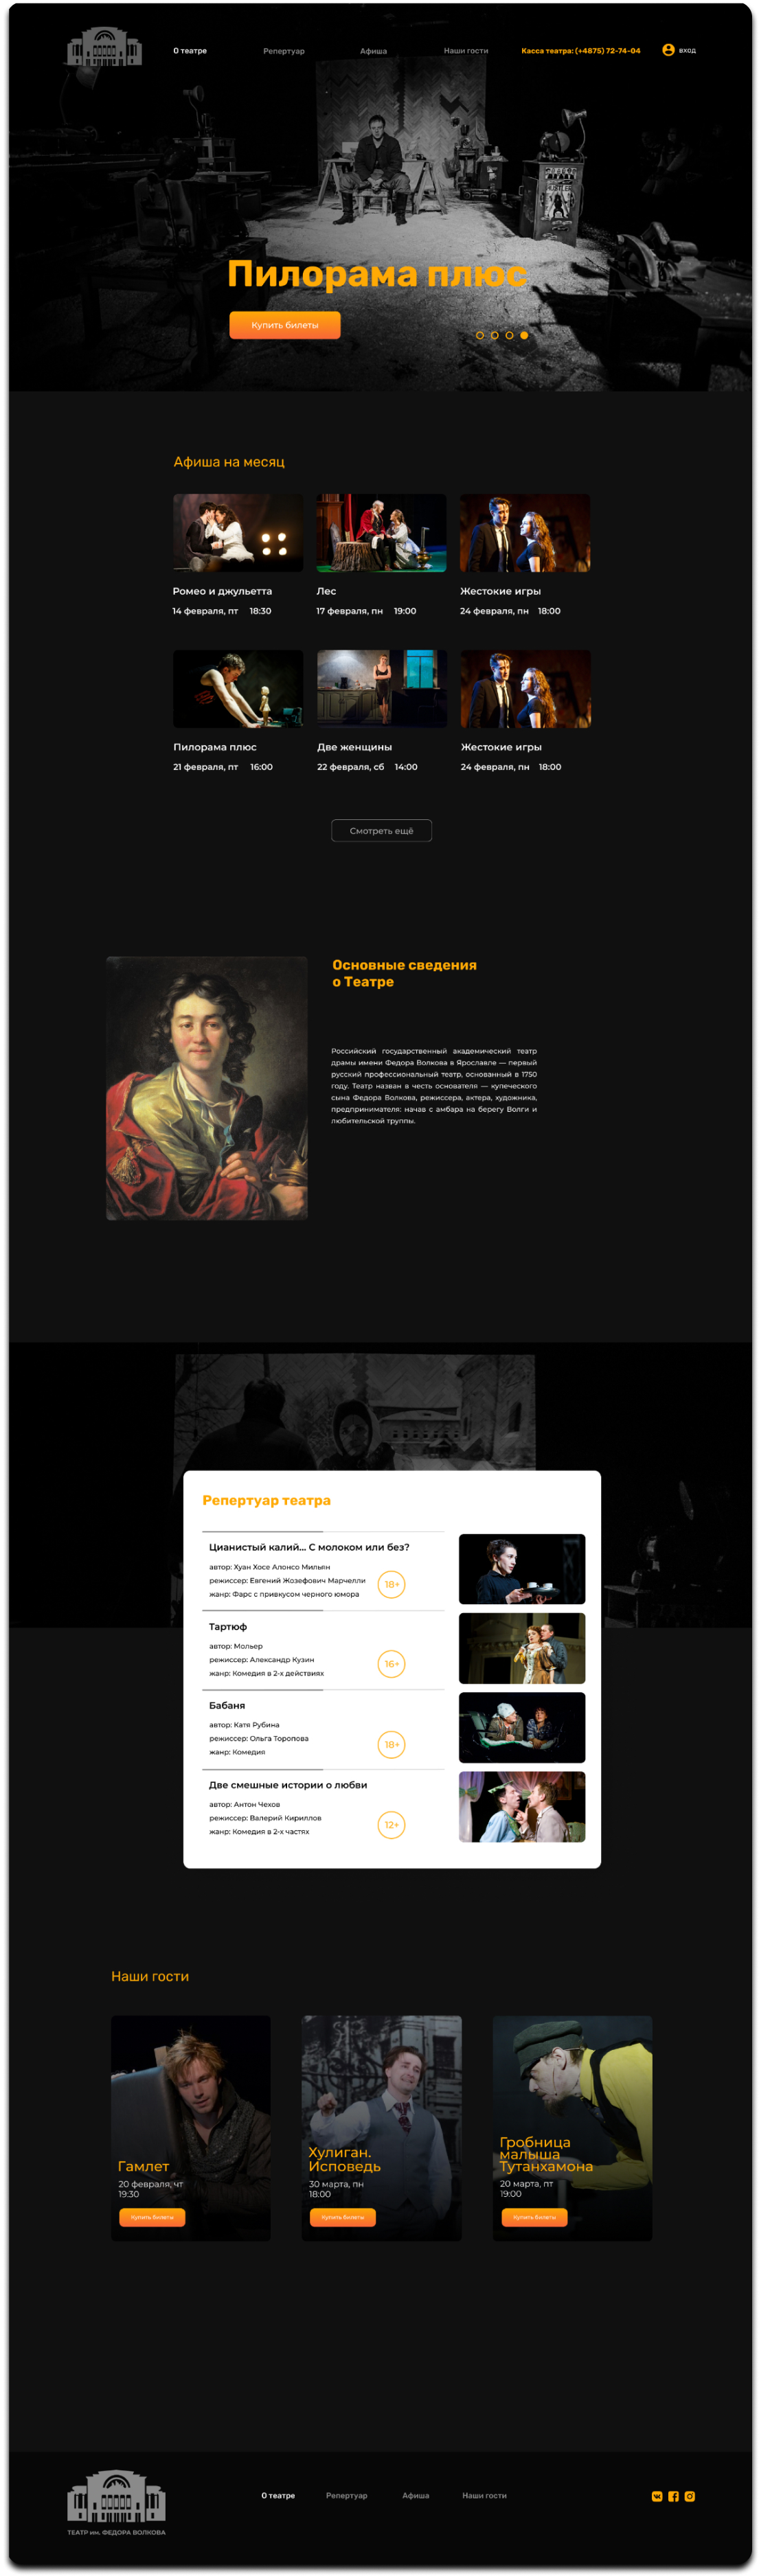 О театре
Репертуар
Афиша
Наши гости
Касса театра: (+4875) 72-74-04
вход
Пилорама плюс
Купить билеты
Афиша на месяц
Ромео и джульетта
14 февраля, пт 18:30
Лес
17 февраля, пн 19:00
Жестокие игры
24 февраля, пн 18:00
Пилорама плюс
21 февраля, пт 16:00
Две женщины
22 февраля, сб 14:00
Жестокие игры
24 февраля, пн 18:00
Смотреть ещё
Основные сведения
о Театре
Российский государственный академический театр
драмы имени Федора Волкова в Ярославле — первый
русский профессиональный театр, основанный в 1750
году. Театр назван в честь основателя — купеческого
сына Федора Волкова, режиссера, актера, художника,
предпринимателя: начав с амбара на берегу Волги и
любительской труппы.
Репертуар театра
Цианистый калий... С молоком или без?
автор: Хуан Хосе Алонсо Мильян
режиссер: Евгений Жозефович Марчелли
жанр: Фарс с привкусом черного юмора
18+
Тартюф
автор: Мольер
режиссер: Александр Кузин
жанр: Комедия в 2-х действиях
16+
Бабаня
автор: Катя Рубина
режиссер: Ольга Торопова
жанр: Комедия
18+
Две смешные истории о любви
автор: Антон Чехов
режиссер: Валерий Кириллов
жанр: Комедия в 2-х частях
12+
Наши гости
Гамлет
20 февраля, чт
19:30
Купить билеты
Хулиган.
Исповедь
30 марта, пн
18:00
Купить билеты
Гробница
малыша
Тутанхамона
20 марта, пт
19:00
Купить билеты
ТЕАТР им. ФЕДОРА ВОЛКОВА
О театре
Репертуар
Афиша
Наши гости